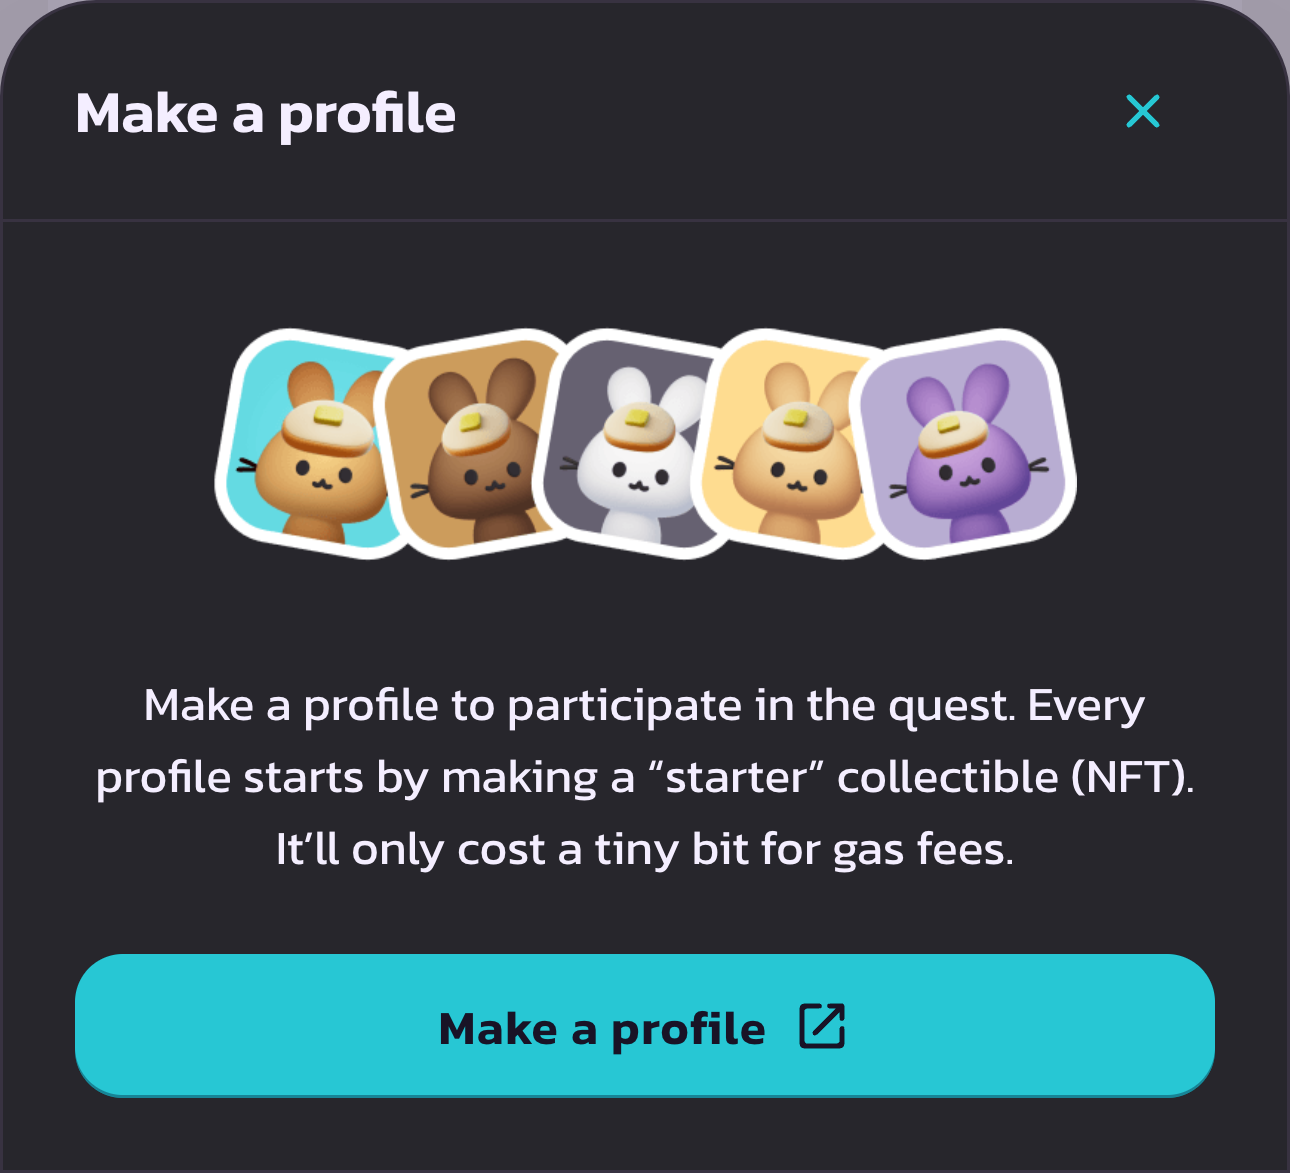 Make a profile
Make a profile to participate in the quest. Every
profile starts by making a “starter” collectible (NFT).
It’ll only cost a tiny bit for gas fees.
Make a profile